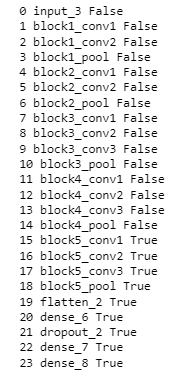 0 input_3 False
1 block1_conv1 False
2 block1_conv2 False
3 block1_pool False
4 block2_conv1 False
5 block2_conv2 False
6 block2_pool False
7 block3_conv1 False
8 block3_conv2 False
9 block3_conv3 False
10 block3_pool False
11 block4_conv1 False
12 block4_conv2 False
13 block4_conv3 False
14 block4_pool False
15 block5_conv1 True
16 block5_conv2 True
17 block5_conv3 True
18 block5_pool True
19 flatten_2 True
20 dense_6 True
21 dropout_2 True
22 dense_7 True
23 dense_8 True